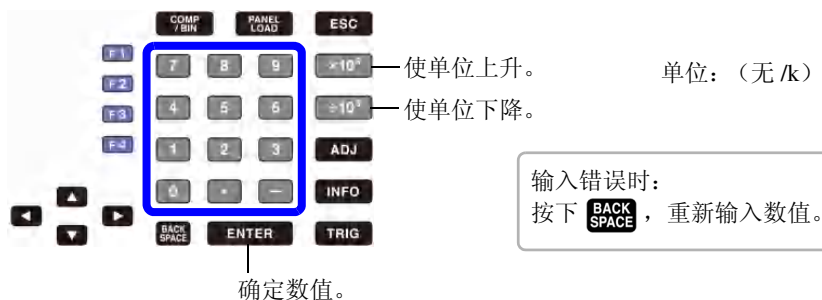 COMP /BIN PANEL LOAD ESC
F1
7 8 9 ×10³ 使单位上升。 单位：（无 /k）
F2
F3 4 5 6 ÷10³ 使单位下降。
F4 1 2 3 ADJ
0 · — INFO
输入错误时：
按下 BACK SPACE ，重新输入数值。
BACK SPACE ENTER TRIG
确定数值。